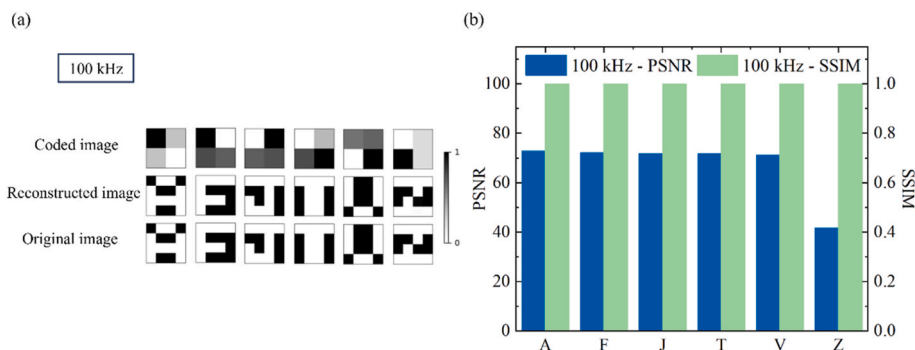 (a)
100 kHz
Coded image
Reconstructed image
Original image
1
0
(b)
100 kHz - PSNR
100 kHz - SSIM
PSNR
100
80
60
40
20
0
SSIM
1.0
0.8
0.6
0.4
0.2
0.0
A F J T V Z